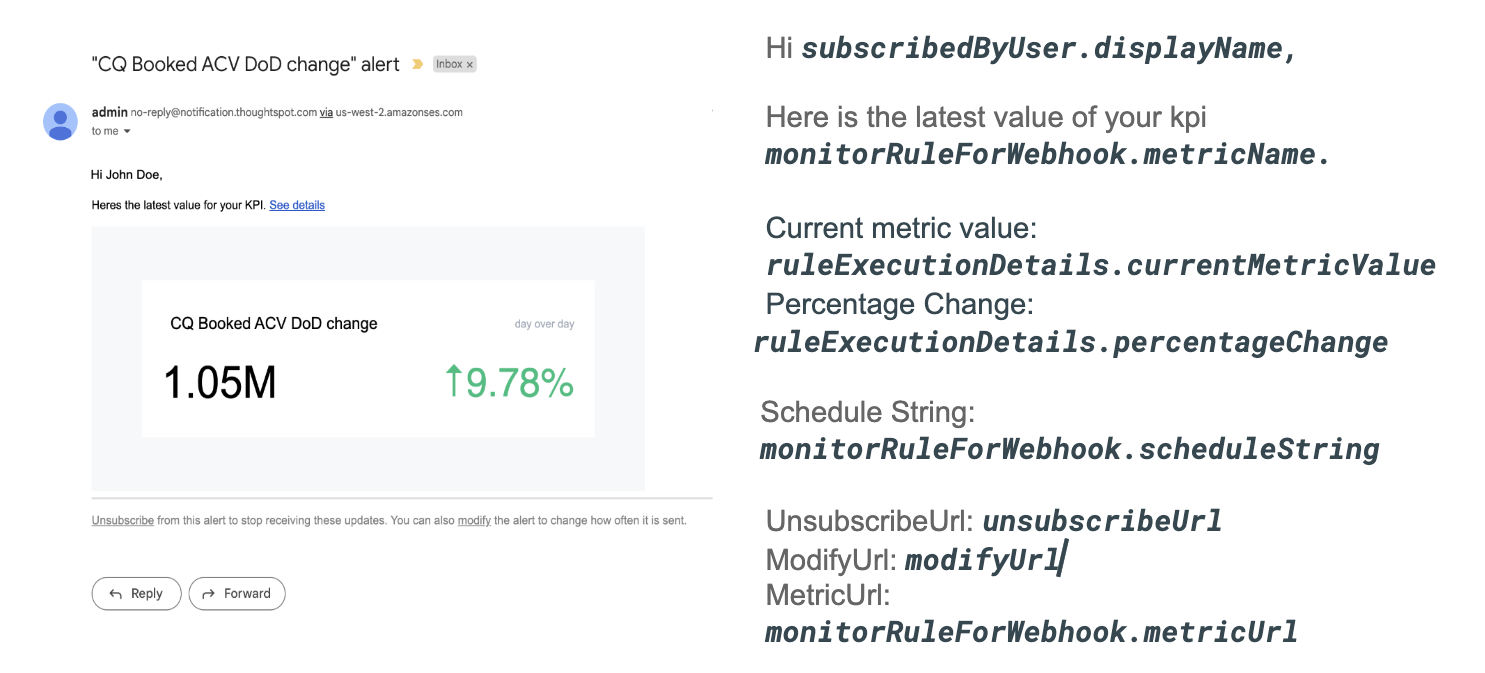 "CQ Booked ACV DoD change" alert Inbox ×
admin no-reply@notification.thoughtspot.com via us-west-2.amazonses.com
to me
Hi John Doe,
Heres the latest value for your KPI. See details
CQ Booked ACV DoD change day over day
1.05M ↑9.78%
Unsubscribe from this alert to stop receiving these updates. You can also modify the alert to change how often it is sent.
Reply Forward
Hi subscribedByUser.displayName,
Here is the latest value of your kpi
monitorRuleForWebhook.metricName.
Current metric value:
ruleExecutionDetails.currentMetricValue
Percentage Change:
ruleExecutionDetails.percentageChange
Schedule String:
monitorRuleForWebhook.scheduleString
UnsubscribeUrl: unsubscribeUrl
ModifyUrl: modifyUrl
MetricUrl:
monitorRuleForWebhook.metricUrl